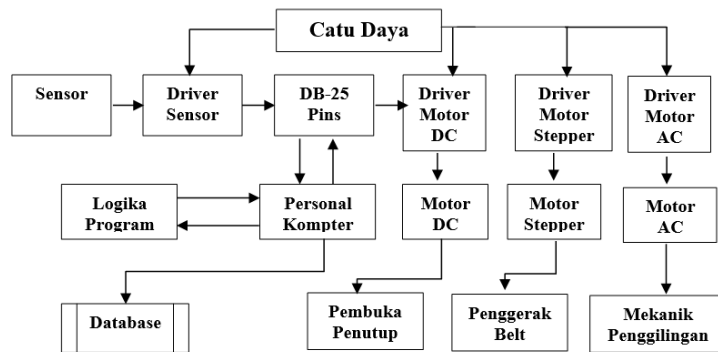 Catu Daya
Sensor
Driver
Sensor
DB-25
Pins
Driver
Motor
DC
Driver
Motor
Stepper
Driver
Motor
AC
Logika
Program
Personal
Kompter
Motor
DC
Motor
Stepper
Motor
AC
Database
Pembuka
Penutup
Penggerak
Belt
Mekanik
Penggilingan